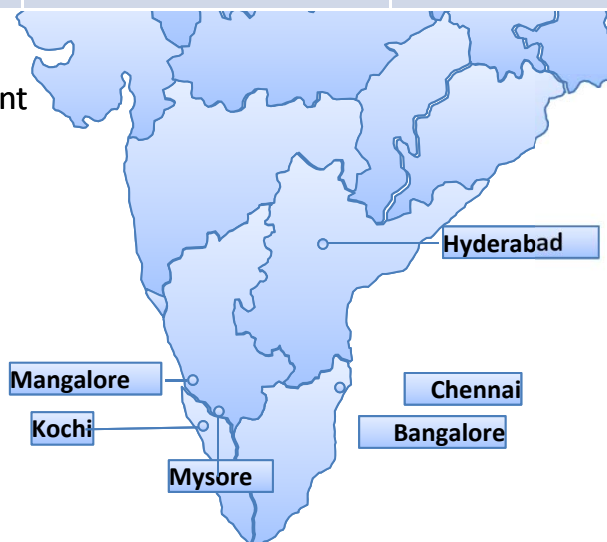 nt
Hyderabad
Mangalore
Chennai
Kochi
Bangalore
Mysore